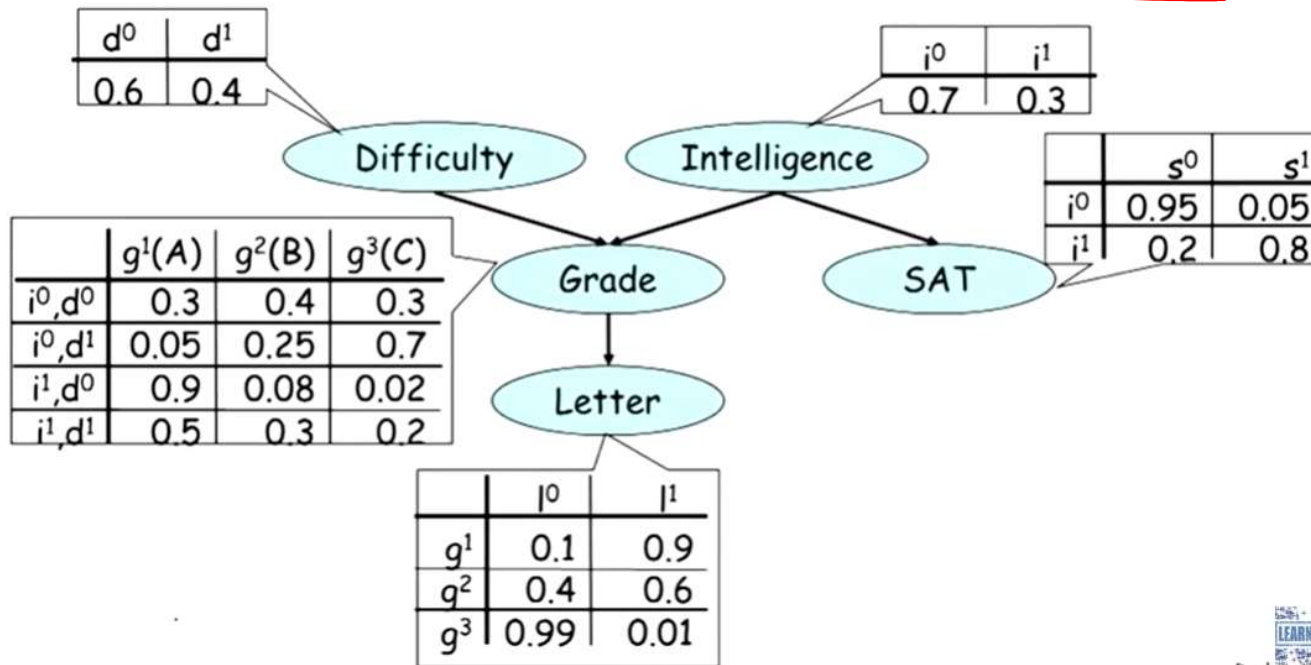 d⁰ d¹
0.6 0.4
i⁰ i¹
0.7 0.3
Difficulty
Intelligence
s⁰ s¹
i⁰ 0.95 0.05
i¹ 0.2 0.8
g¹(A) g²(B) g³(C)
i⁰,d⁰ 0.3 0.4 0.3
i⁰,d¹ 0.05 0.25 0.7
i¹,d⁰ 0.9 0.08 0.02
i¹,d¹ 0.5 0.3 0.2
Grade
SAT
Letter
l⁰ l¹
g¹ 0.1 0.9
g² 0.4 0.6
g³ 0.99 0.01
LEARN